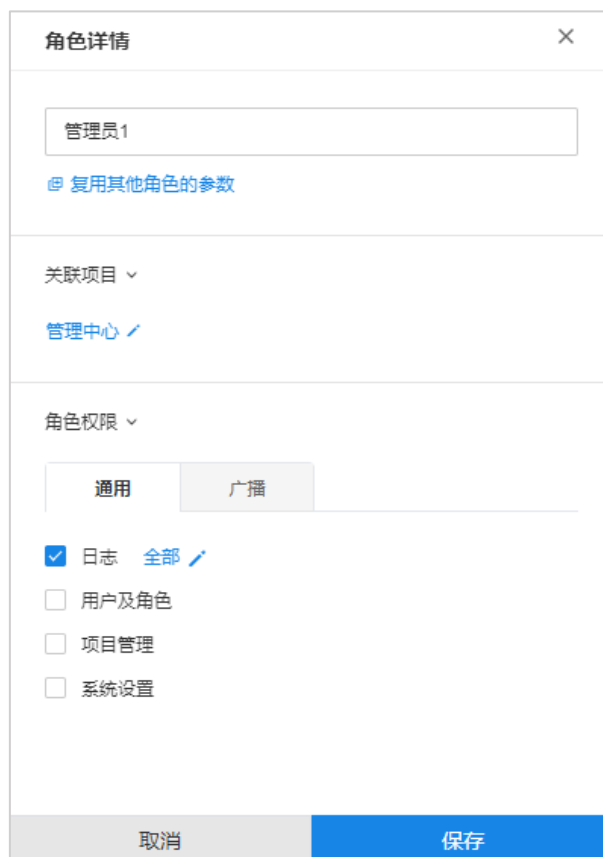 角色详情
管理员1
复用其他角色的参数
关联项目
管理中心
角色权限
通用 广播
日志 全部
用户及角色
项目管理
系统设置
取消 保存